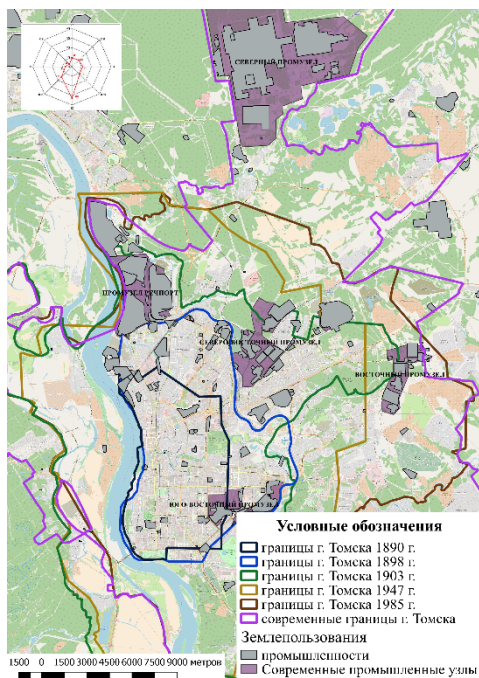 СЕВЕРНЫЙ ПРОМУЗЕЛ
ПРОМУЗЕЛ РЕЧПОРТ
СЕВЕРО-ВОСТОЧНЫЙ ПРОМУЗЕЛ
ВОСТОЧНЫЙ ПРОМУЗЕЛ
ЮГО-ВОСТОЧНЫЙ ПРОМУЗЕЛ
Условные обозначения
границы г. Томска 1890 г.
границы г. Томска 1898 г.
границы г. Томска 1903 г.
границы г. Томска 1947 г.
границы г. Томска 1985 г.
современные границы г. Томска
Землепользования
промышленности
Современные промышленные узлы
1500 0 1500 3000 4500 6000 7500 9000 метров